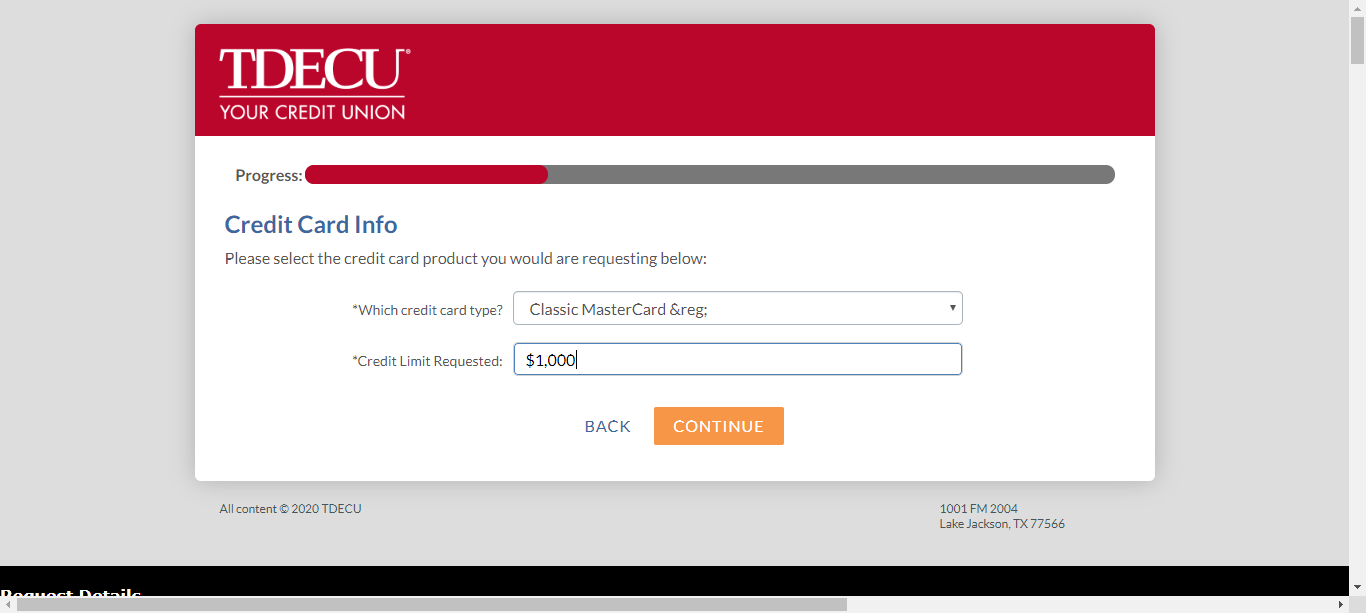 TDECU®
YOUR CREDIT UNION
Progress:
Credit Card Info
Please select the credit card product you would are requesting below:
*Which credit card type? Classic MasterCard &reg;
*Credit Limit Requested: $1,000
BACK CONTINUE
All content © 2020 TDECU
1001 FM 2004
Lake Jackson, TX 77566
Request Details